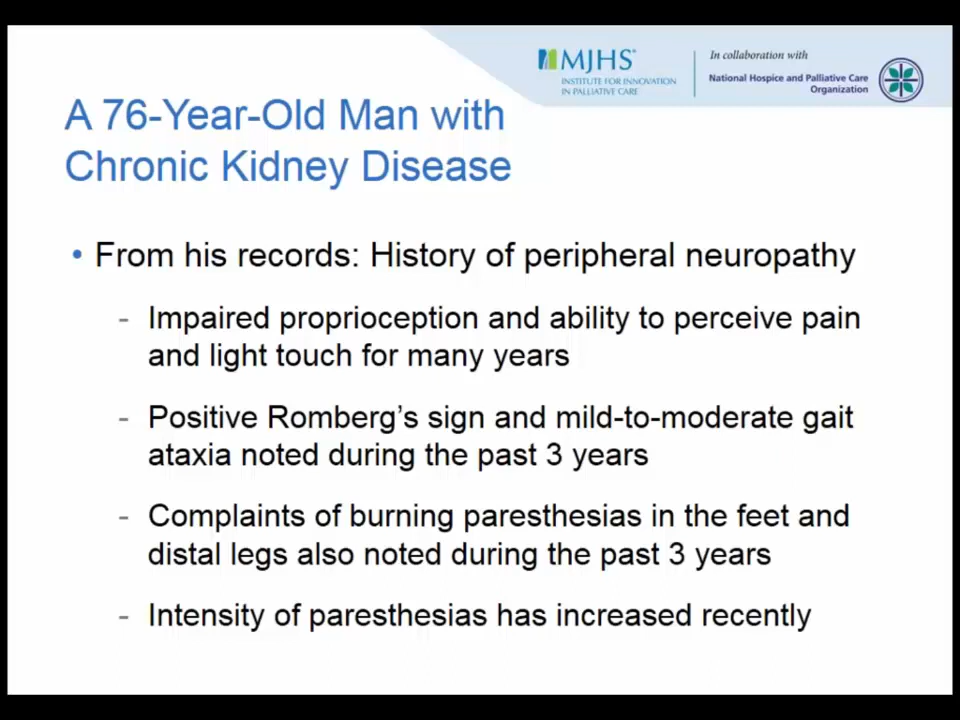 MJHS
INSTITUTE FOR INNOVATION
IN PALLIATIVE CARE
In collaboration with
National Hospice and Palliative Care
Organization
A 76-Year-Old Man with
Chronic Kidney Disease
• From his records: History of peripheral neuropathy
- Impaired proprioception and ability to perceive pain
and light touch for many years
- Positive Romberg’s sign and mild-to-moderate gait
ataxia noted during the past 3 years
- Complaints of burning paresthesias in the feet and
distal legs also noted during the past 3 years
- Intensity of paresthesias has increased recently